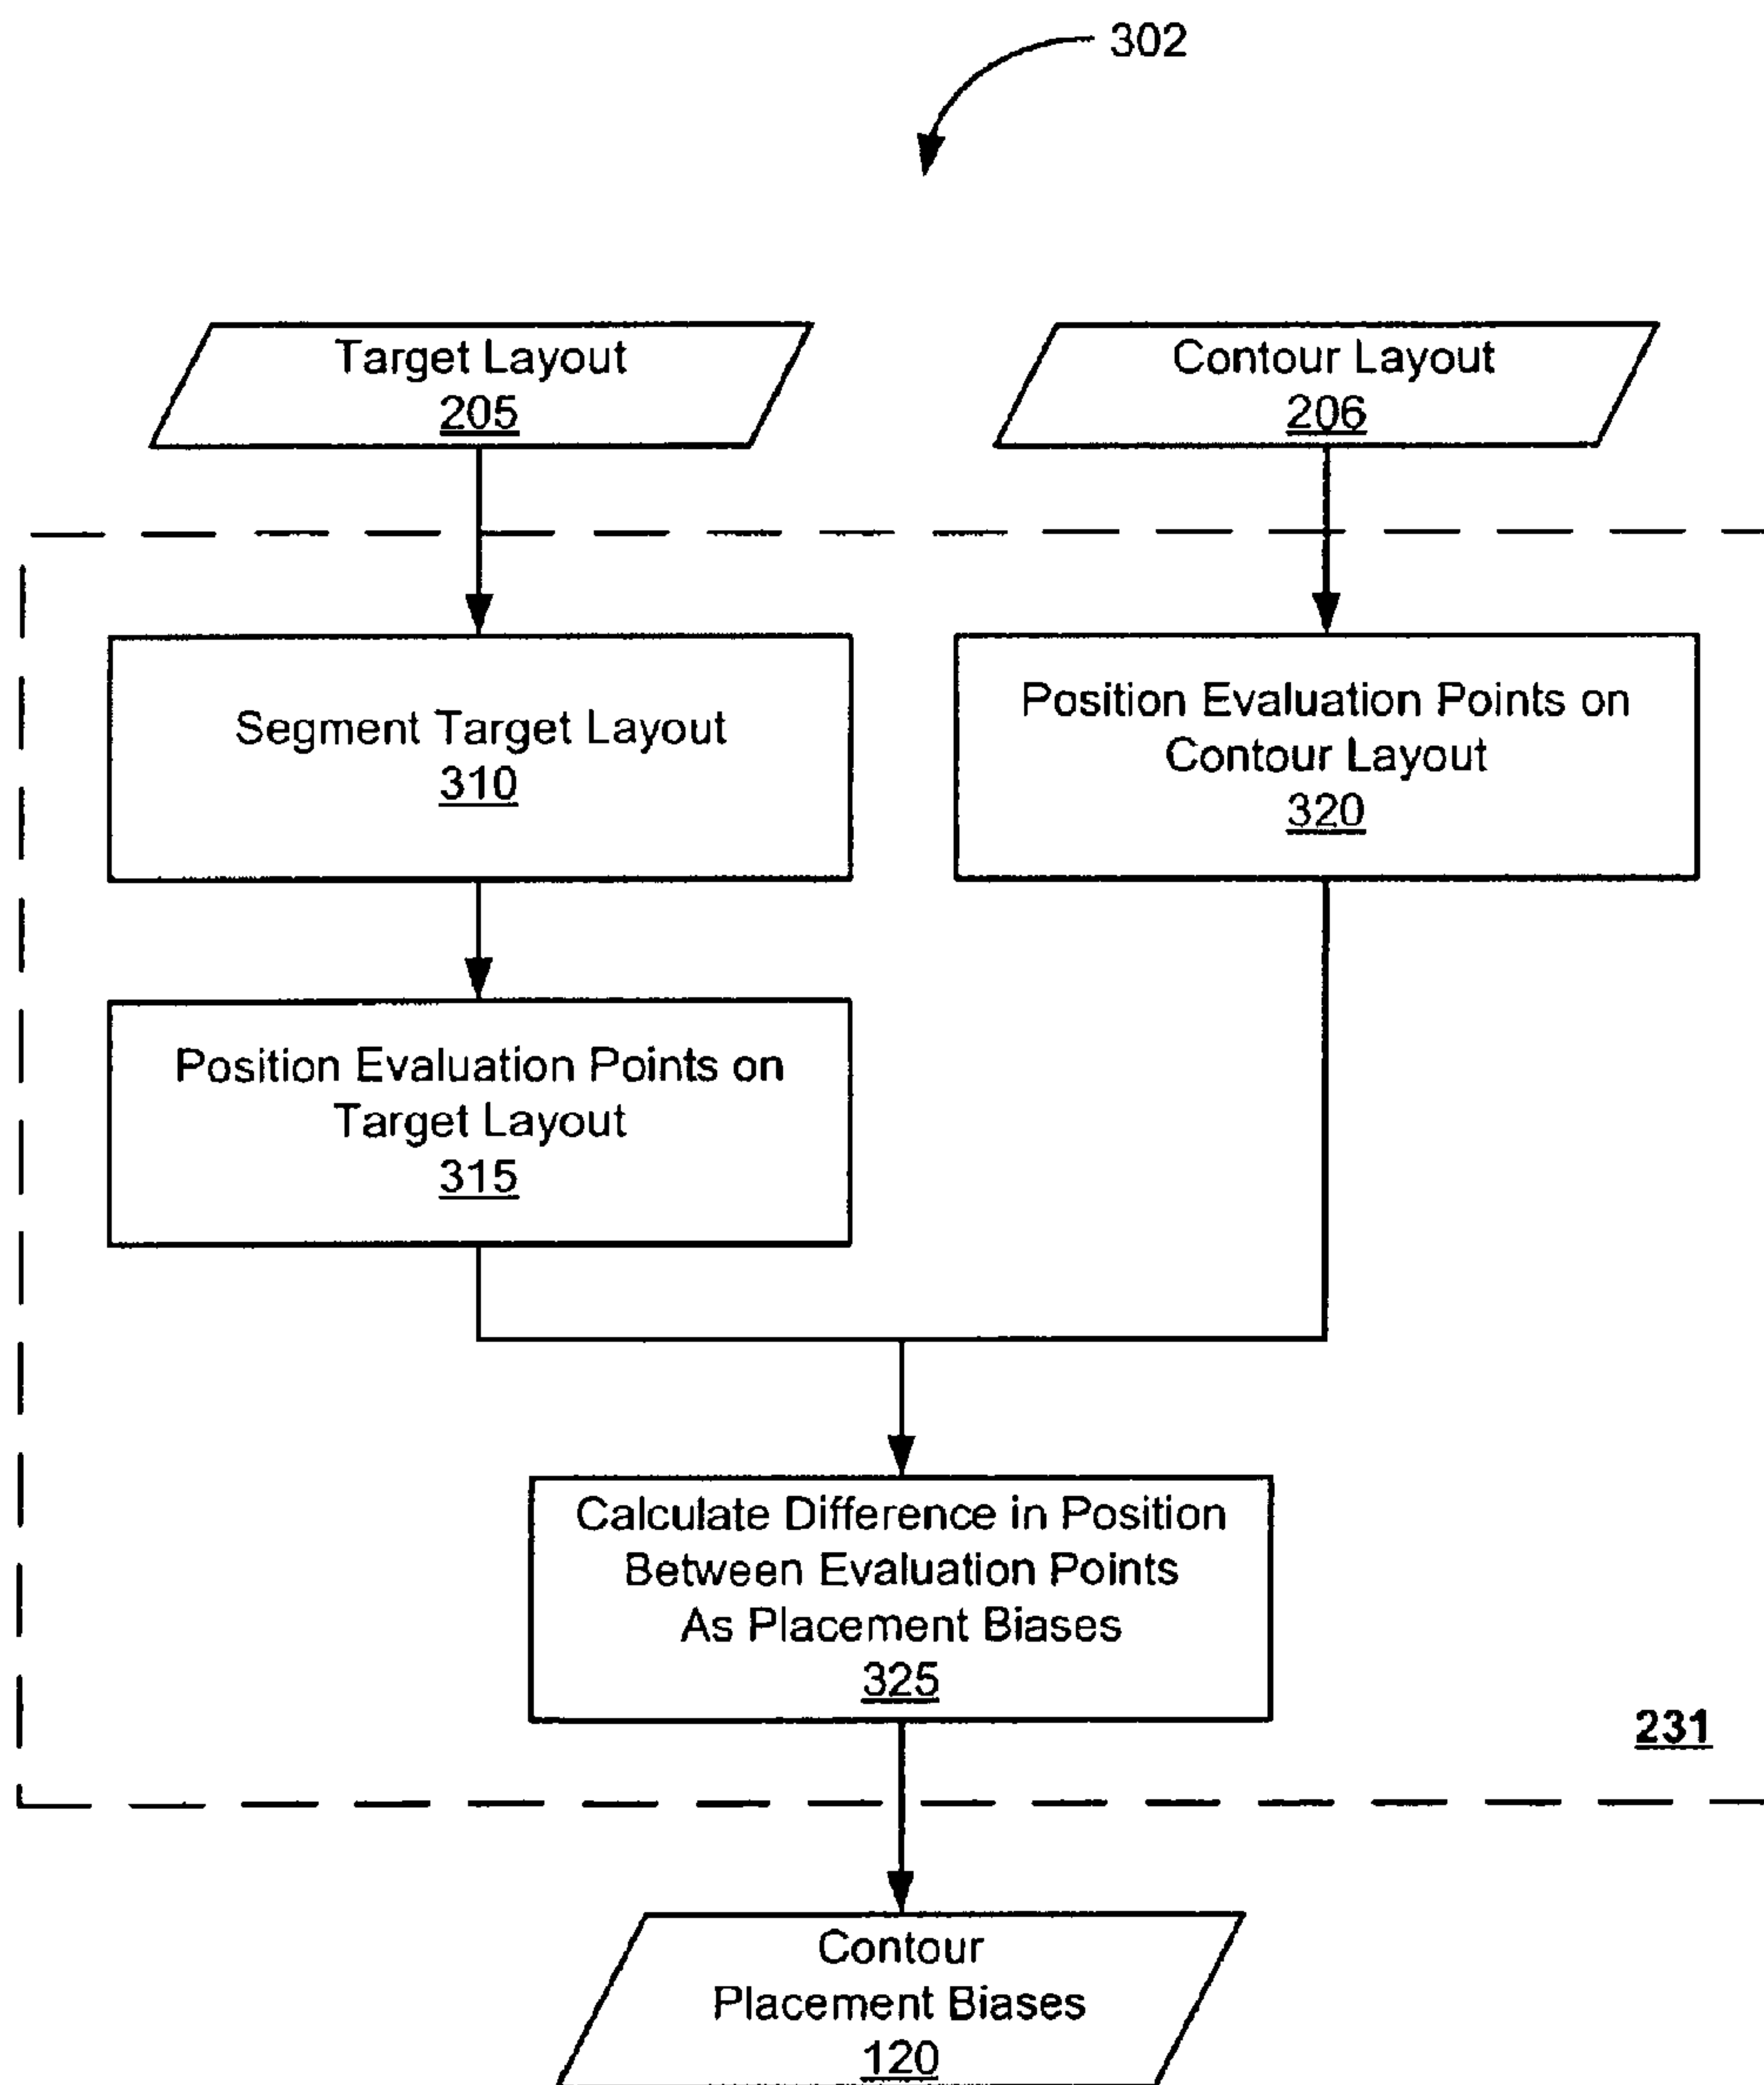 302
Target Layout
205
Contour Layout
206
Segment Target Layout
310
Position Evaluation Points on
Contour Layout
320
Position Evaluation Points on
Target Layout
315
Calculate Difference in Position
Between Evaluation Points
As Placement Biases
325
231
Contour
Placement Biases
120